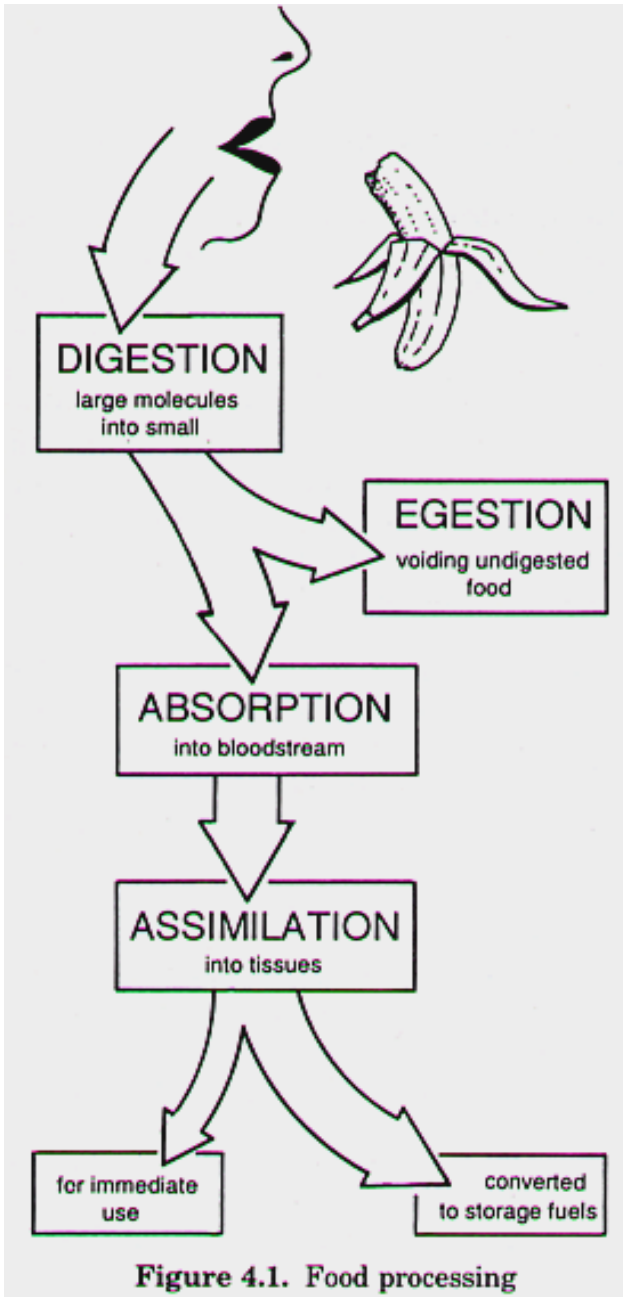 DIGESTION
large molecules
into small
EGESTION
voiding undigested
food
ABSORPTION
into bloodstream
ASSIMILATION
into tissues
for immediate
use
converted
to storage fuels
Figure 4.1. Food processing